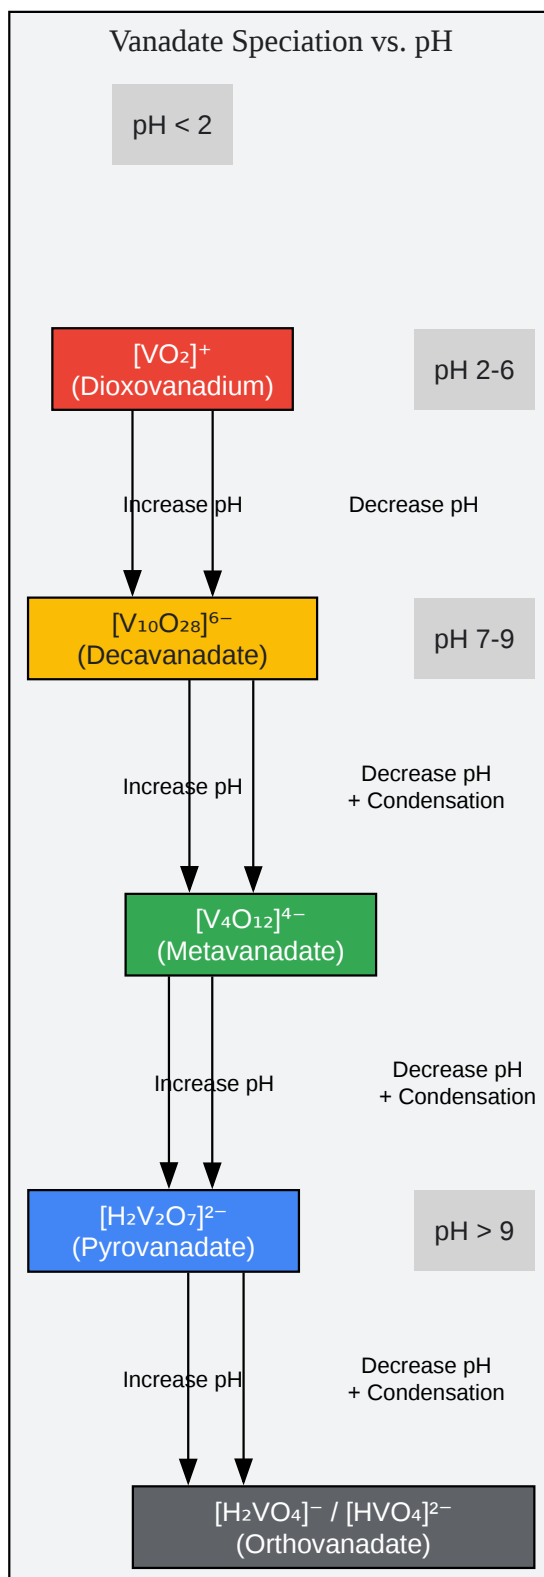 Vanadate Speciation vs. pH
pH < 2
[VO₂]⁺
(Dioxovanadium)
pH 2-6
Increase pH
Decrease pH
[V₁₀O₂₈]⁶⁻
(Decavanadate)
pH 7-9
Increase pH
Decrease pH
+ Condensation
[V₄O₁₂]⁴⁻
(Metavanadate)
Increase pH
Decrease pH
+ Condensation
[H₂V₂O₇]²⁻
(Pyrovanadate)
pH > 9
Increase pH
Decrease pH
+ Condensation
[H₂VO₄]⁻ / [HVO₄]²⁻
(Orthovanadate)